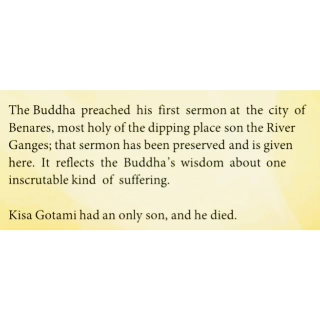 The Buddha preached his first sermon at the city of
Benares, most holy of the dipping place son the River
Ganges; that sermon has been preserved and is given
here. It reflects the Buddha's wisdom about one
inscrutable kind of suffering.
Kisa Gotami had an only son, and he died.